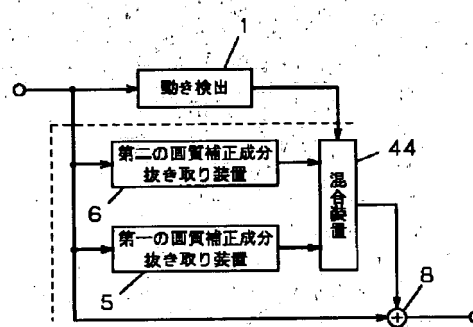 1
動き検出
第二の画質補正成分
抜き取り装置
44
混合装置
6
第一の画質補正成分
抜き取り装置
5
8